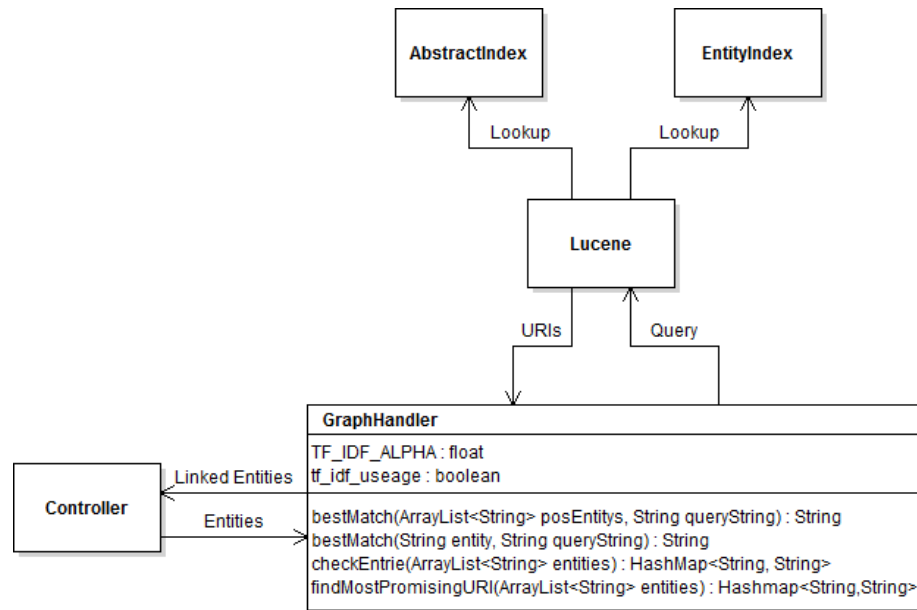 AbstractIndex
EntityIndex
Lookup
Lookup
Lucene
URIs
Query
GraphHandler
TF_IDF_ALPHA : float
tf_idf_useage : boolean
Linked Entities
Controller
Entities
bestMatch(ArrayList<String> posEntitys, String queryString) : String
bestMatch(String entity, String queryString) : String
checkEntrie(ArrayList<String> entities) : HashMap<String, String>
findMostPromisingURI(ArrayList<String> entities) : Hashmap<String,String>